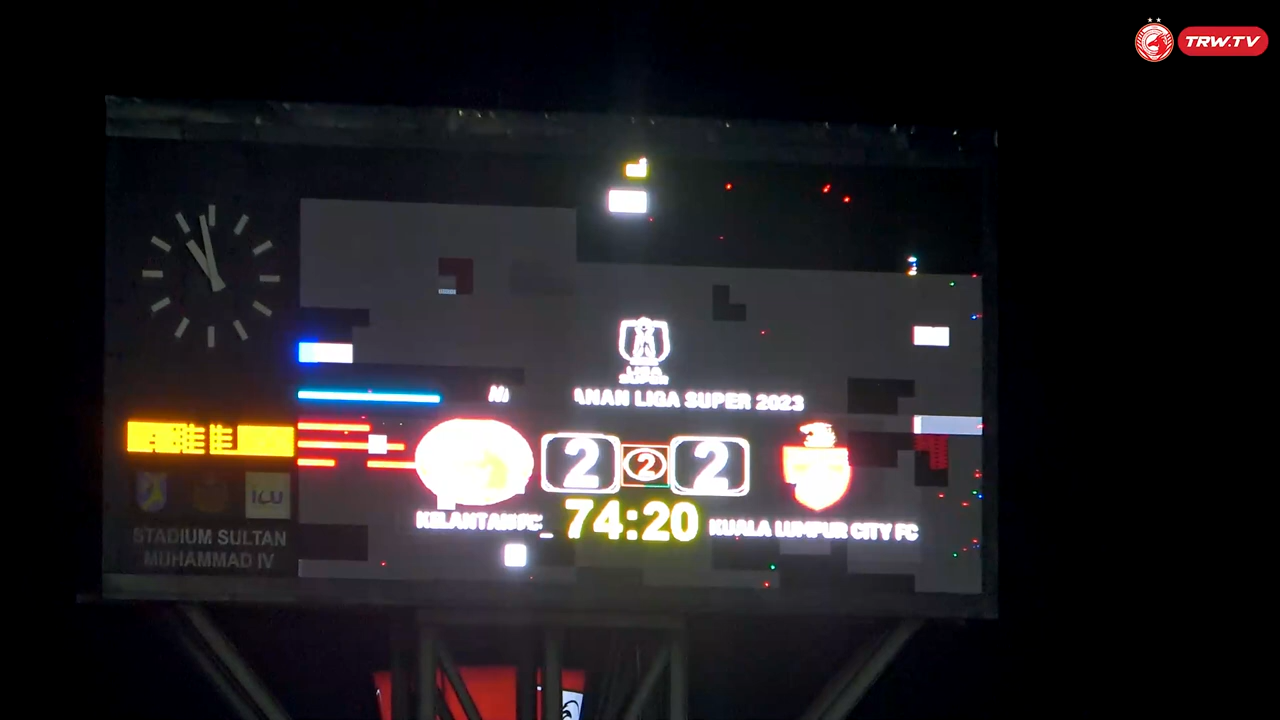 TRW.TV
LIGA
SUPER
ANAN LIGA SUPER 2023
2 2 2
KELANTAN FC 74:20 KUALA LUMPUR CITY FC
ICU
STADIUM SULTAN
MUHAMMAD IV